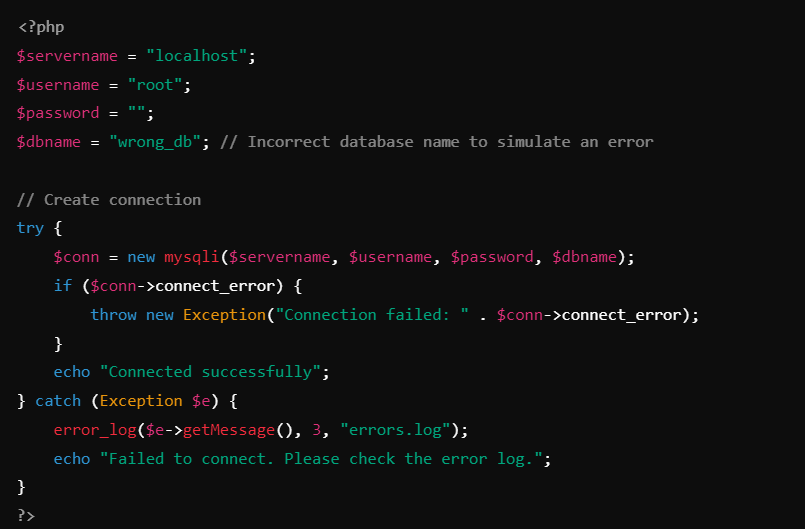 <?php
$servername = "localhost";
$username = "root";
$password = "";
$dbname = "wrong_db"; // Incorrect database name to simulate an error

// Create connection
try {
    $conn = new mysqli($servername, $username, $password, $dbname);
    if ($conn->connect_error) {
        throw new Exception("Connection failed: " . $conn->connect_error);
    }
    echo "Connected successfully";
} catch (Exception $e) {
    error_log($e->getMessage(), 3, "errors.log");
    echo "Failed to connect. Please check the error log.";
}
?>